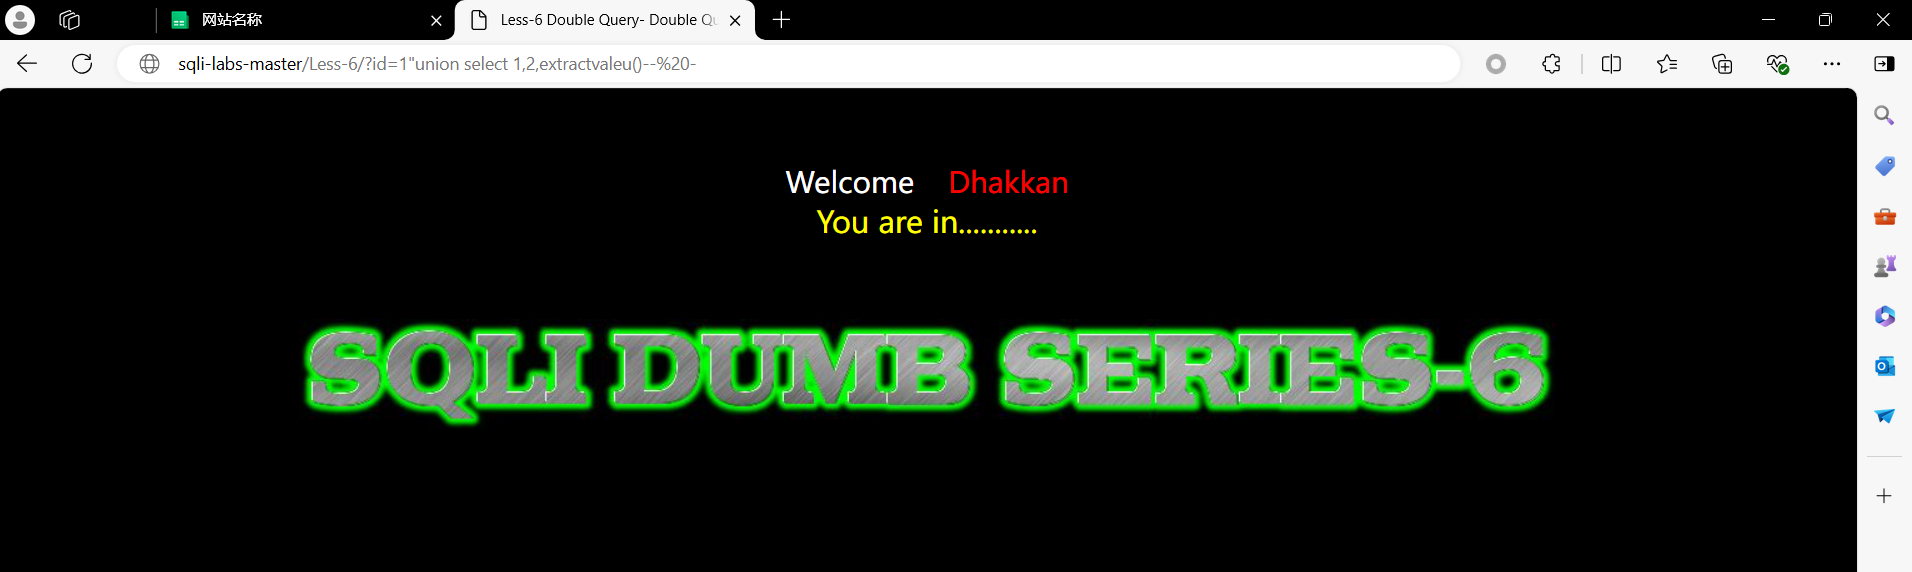 网站名称
Less-6 Double Query- Double Qu
sqli-labs-master/Less-6/?id=1"union select 1,2,extractvaleu()--%20-
Welcome Dhakkan
You are in...........
SQLI DUMB SERIES-6